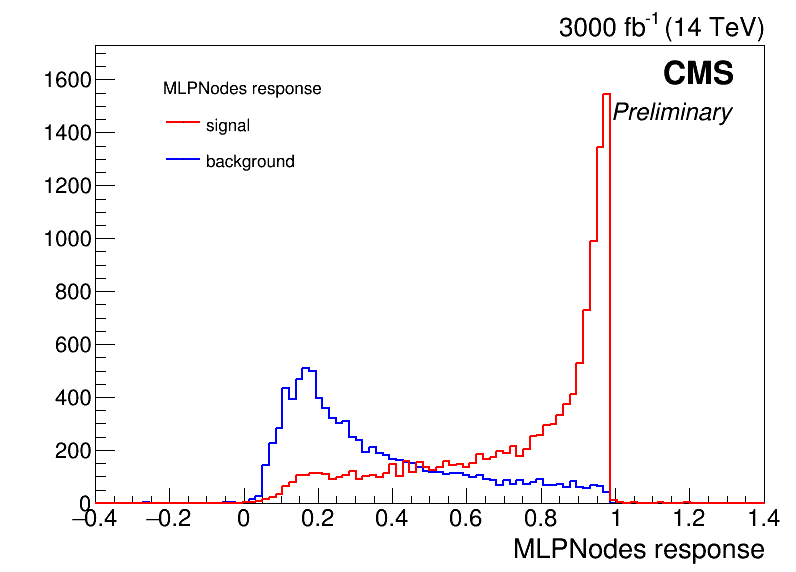 3000 fb⁻¹ (14 TeV)
CMS
Preliminary
MLPNodes response
signal
background
1600
1400
1200
1000
800
600
400
200
0
−0.4 −0.2 0 0.2 0.4 0.6 0.8 1 1.2 1.4
MLPNodes response